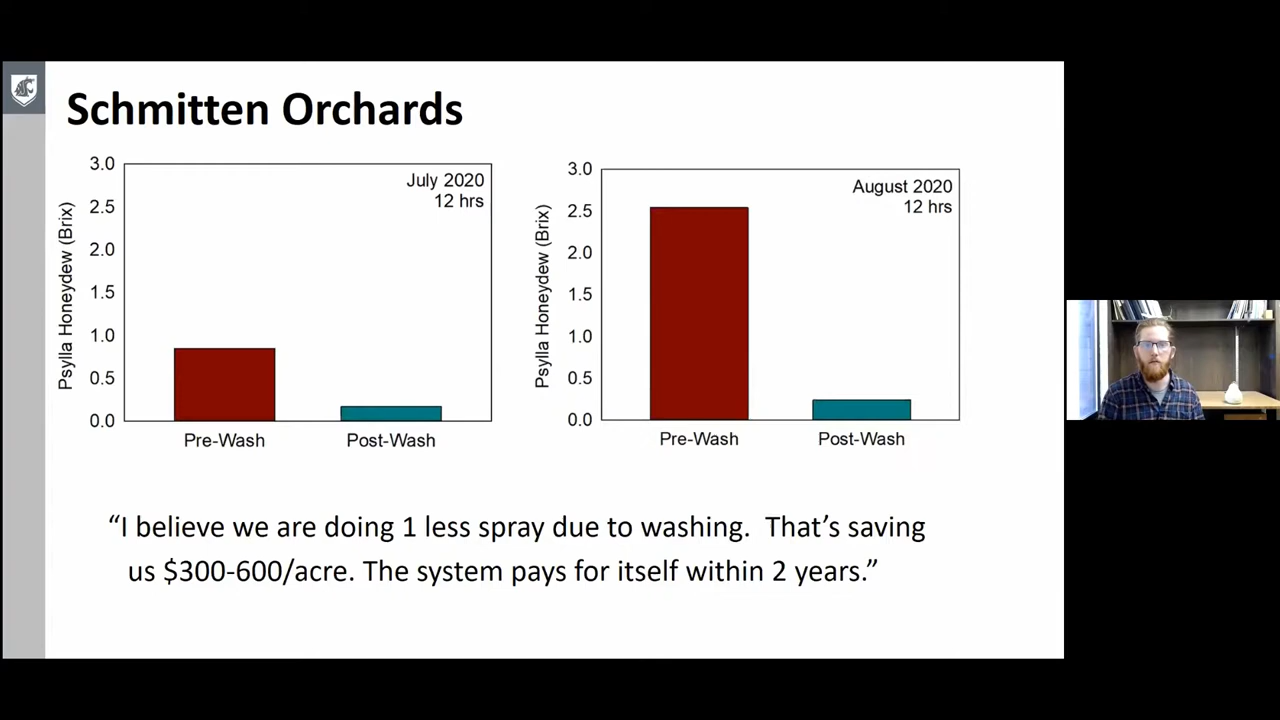 Schmitten Orchards
Psylla Honeydew (Brix)
3.0
2.5
2.0
1.5
1.0
0.5
0.0
July 2020
12 hrs
Pre-Wash
Post-Wash
Psylla Honeydew (Brix)
3.0
2.5
2.0
1.5
1.0
0.5
0.0
August 2020
12 hrs
Pre-Wash
Post-Wash
“I believe we are doing 1 less spray due to washing.  That’s saving
us $300-600/acre. The system pays for itself within 2 years.”